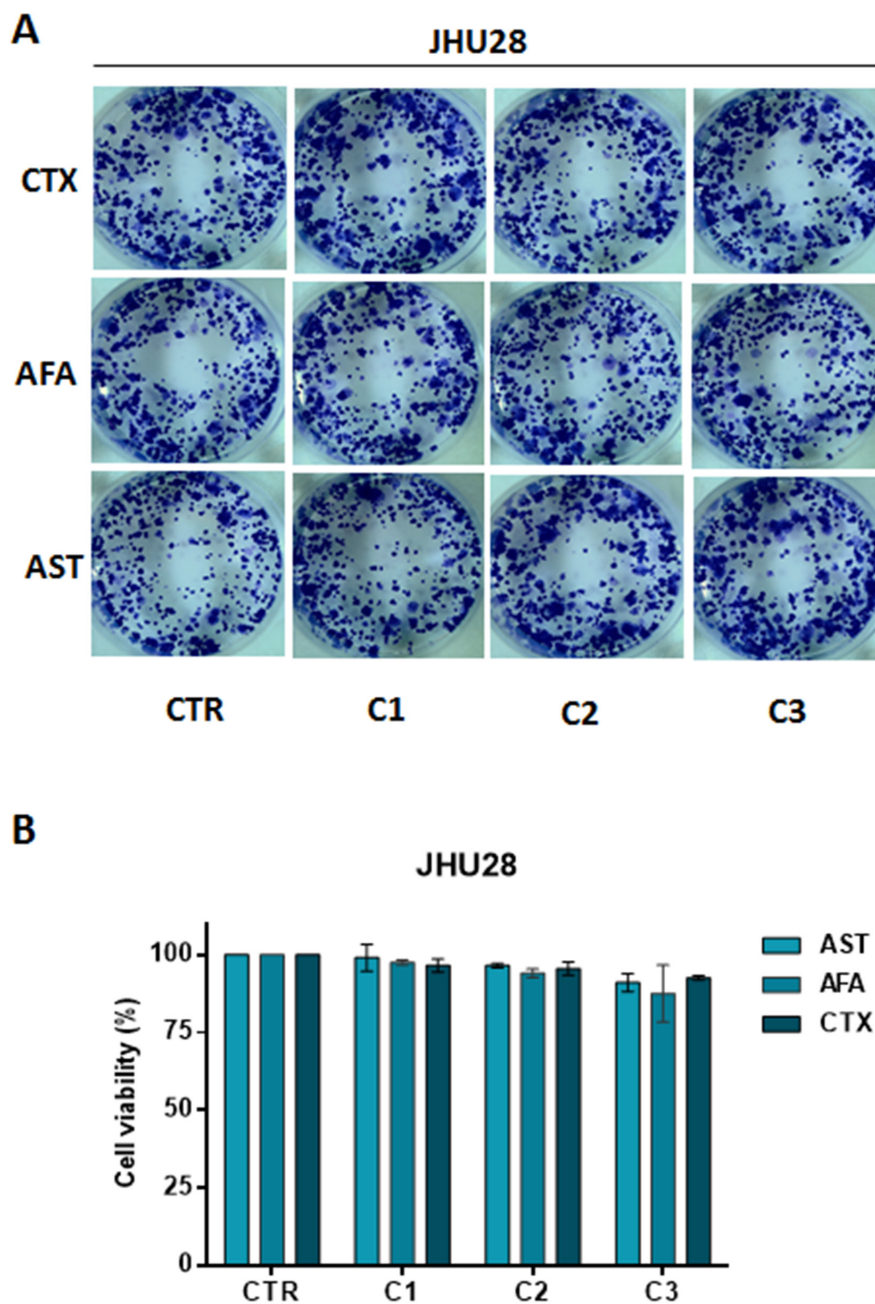 A
JHU28
CTX
AFA
AST
CTR C1 C2 C3
B
JHU28
Cell viability (%)
100
75
50
25
0
CTR C1 C2 C3
AST
AFA
CTX